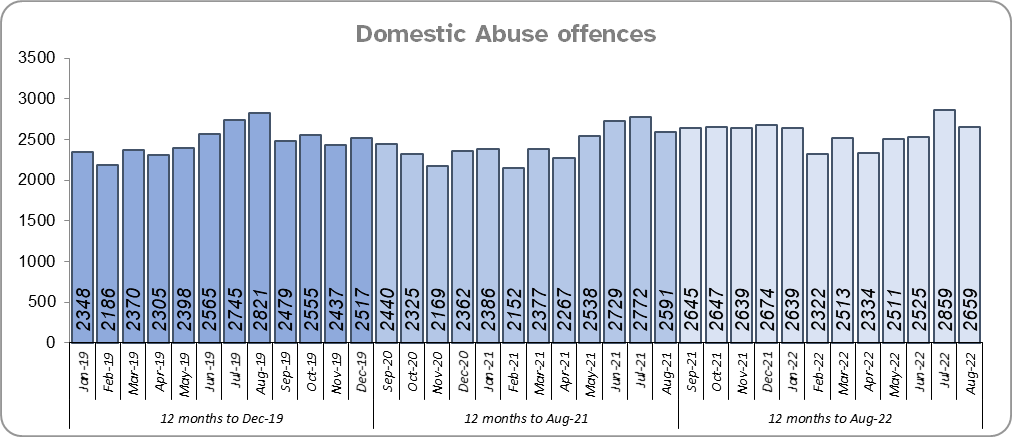 Domestic Abuse offences
3500
3000
2500
2000
1500
1000
500
0
2348 2186 2370 2305 2398 2565 2745 2821 2479 2555 2437 2517 2440 2325 2169 2362 2386 2152 2377 2267 2538 2729 2772 2591 2645 2647 2639 2674 2639 2322 2513 2334 2511 2525 2859 2659
Jan-19 Feb-19 Mar-19 Apr-19 May-19 Jun-19 Jul-19 Aug-19 Sep-19 Oct-19 Nov-19 Dec-19 Sep-20 Oct-20 Nov-20 Dec-20 Jan-21 Feb-21 Mar-21 Apr-21 May-21 Jun-21 Jul-21 Aug-21 Sep-21 Oct-21 Nov-21 Dec-21 Jan-22 Feb-22 Mar-22 Apr-22 May-22 Jun-22 Jul-22 Aug-22
12 months to Dec-19 12 months to Aug-21 12 months to Aug-22